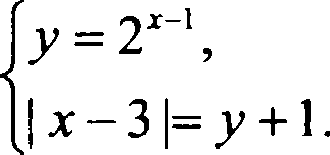 y = 2^{x-1},
| x - 3 |= y + 1.